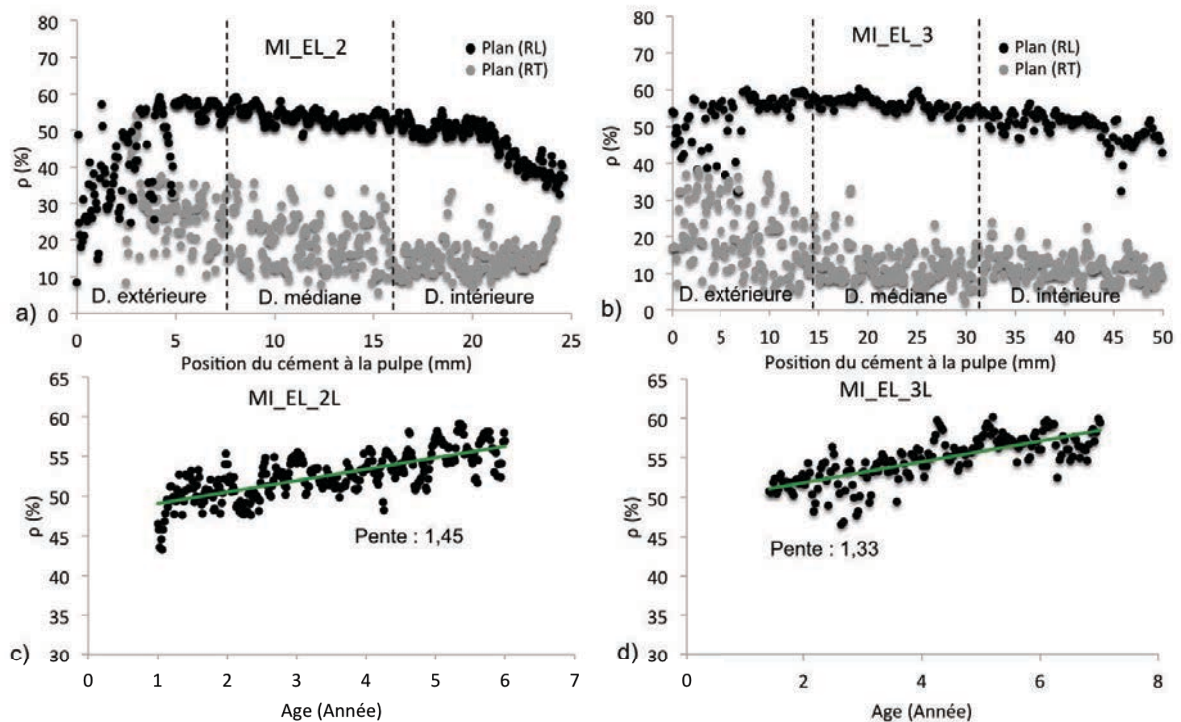 MI_EL_2
Plan (RL)
Plan (RT)
ρ (%)
80
70
60
50
40
30
20
10
0
D. extérieure
D. médiane
D. intérieure
a)
0 5 10 15 20 25
Position du cément à la pulpe (mm)
MI_EL_3
Plan (RL)
Plan (RT)
ρ (%)
80
70
60
50
40
30
20
10
0
D. extérieure
D. médiane
D. intérieure
b)
0 5 10 15 20 25 30 35 40 45 50
Position du cément à la pulpe (mm)
MI_EL_2L
ρ (%)
65
60
55
50
45
40
35
30
Pente : 1,45
c)
0 1 2 3 4 5 6 7
Age (Année)
MI_EL_3L
ρ (%)
65
60
55
50
45
40
35
30
Pente : 1,33
d)
0 2 4 6 8
Age (Année)